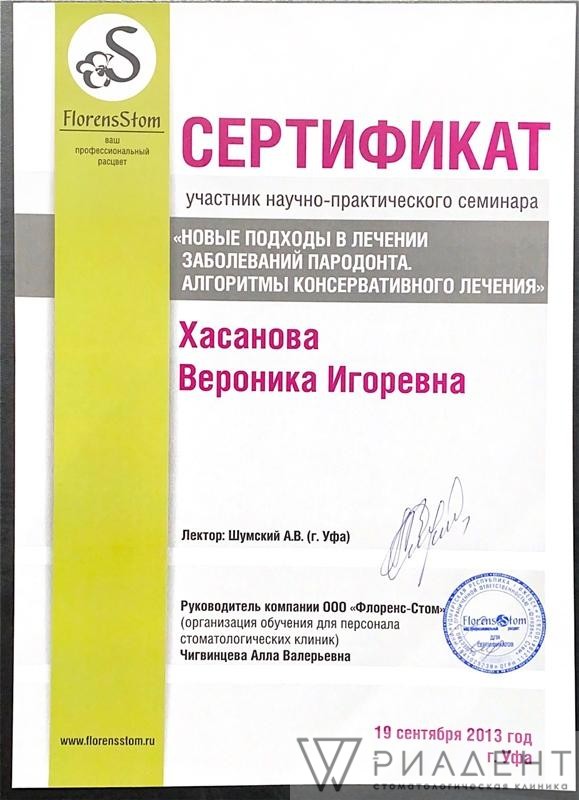 S
FlorensStom
ваш
профессиональный
расцвет
СЕРТИФИКАТ
участник научно-практического семинара
«НОВЫЕ ПОДХОДЫ В ЛЕЧЕНИИ
ЗАБОЛЕВАНИЙ ПАРОДОНТА.
АЛГОРИТМЫ КОНСЕРВАТИВНОГО ЛЕЧЕНИЯ»
Хасанова
Вероника Игоревна
Лектор: Шумский А.В. (г. Уфа)
Руководитель компании ООО «Флоренс-Стом»
(организация обучения для персонала
стоматологических клиник)
Чигвинцева Алла Валерьевна
FlorensStom
для
СЕРТИФИКАТОВ
www.florensstom.ru
19 сентября 2013 год
г. Уфа
РИАДЕНТ
СТОМАТОЛОГИЧЕСКАЯ КЛИНИКА